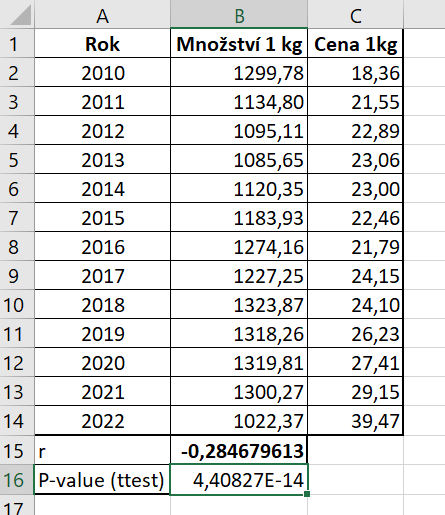 A B C
1 Rok Množství 1 kg Cena 1kg
2 2010 1299,78 18,36
3 2011 1134,80 21,55
4 2012 1095,11 22,89
5 2013 1085,65 23,06
6 2014 1120,35 23,00
7 2015 1183,93 22,46
8 2016 1274,16 21,79
9 2017 1227,25 24,15
10 2018 1323,87 24,10
11 2019 1318,26 26,23
12 2020 1319,81 27,41
13 2021 1300,27 29,15
14 2022 1022,37 39,47
15 r -0,284679613
16 P-value (ttest) 4,40827E-14
17